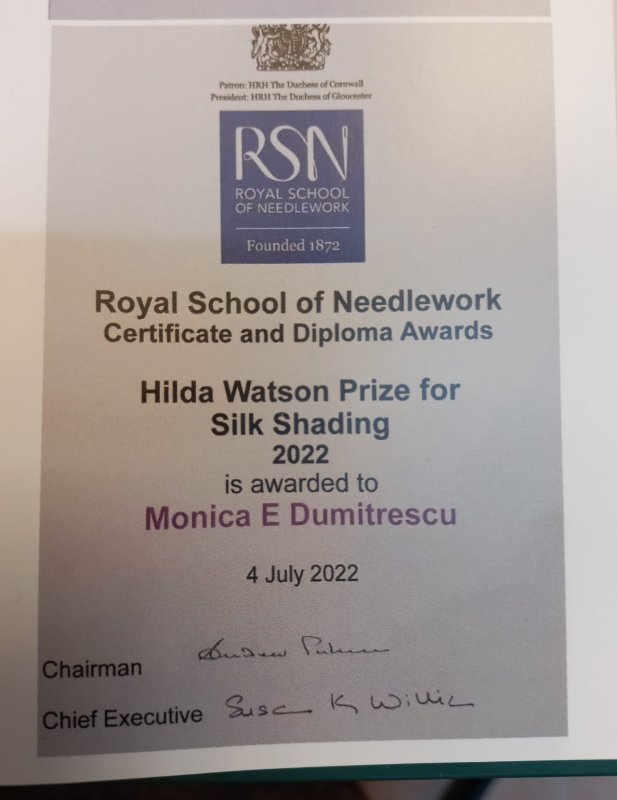 Patron: HRH The Duchess of Cornwall
President: HRH The Duchess of Gloucester
RSN
ROYAL SCHOOL
OF NEEDLEWORK
Founded 1872
Royal School of Needlework
Certificate and Diploma Awards
Hilda Watson Prize for
Silk Shading
2022
is awarded to
Monica E Dumitrescu
4 July 2022
Chairman Andrew
Chief Executive Susan K